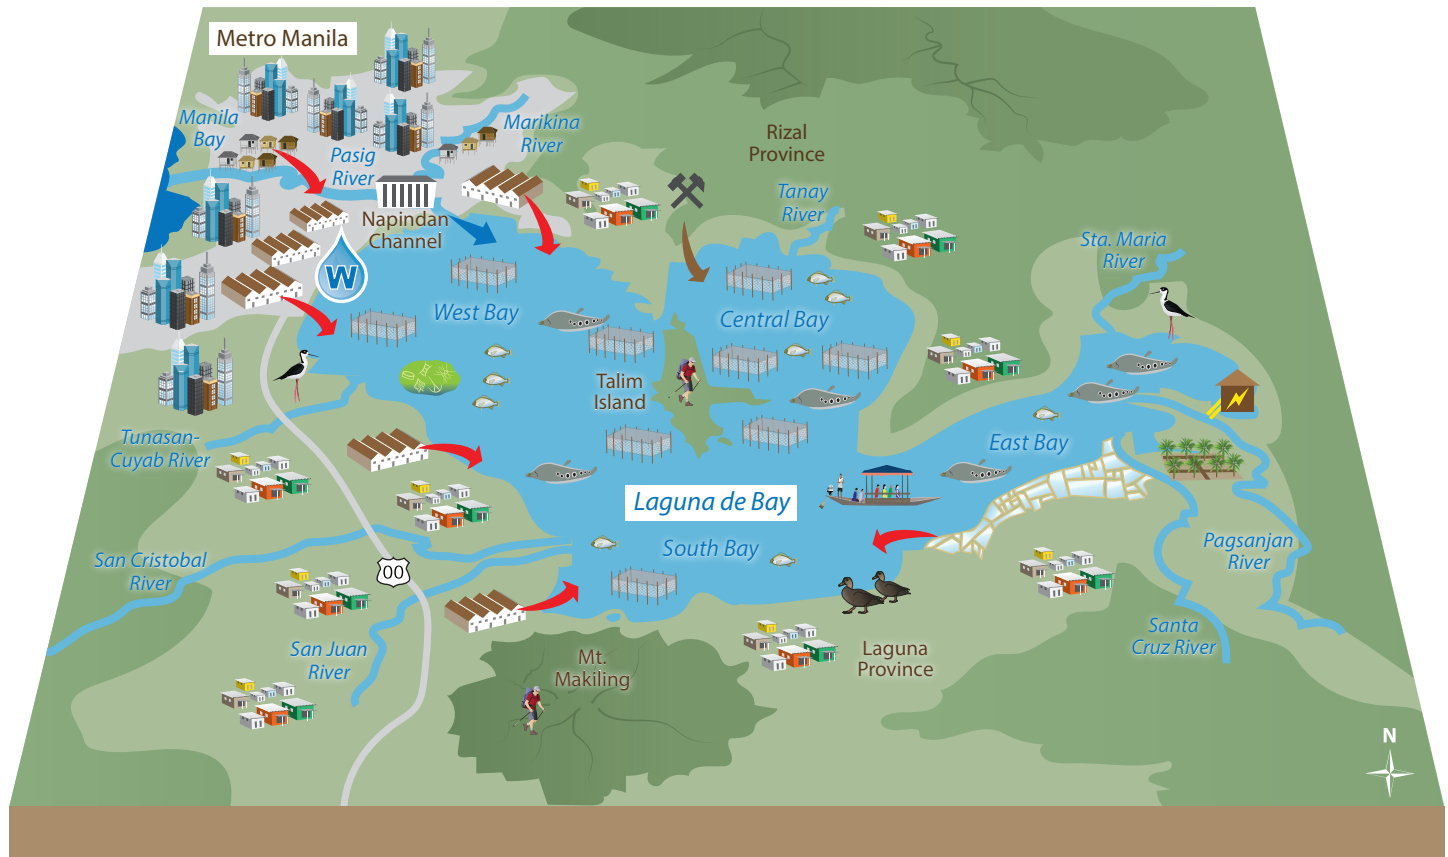 Metro Manila
Manila
Bay
Pasig
River
Marikina
River
Rizal
Province
Napindan
Channel
Tanay
River
Sta. Maria
River
W
West Bay
Central Bay
Talim
Island
Tunasan-
Cuyab River
East Bay
Laguna de Bay
South Bay
San Cristobal
River
00
Pagsanjan
River
San Juan
River
Mt.
Makiling
Laguna
Province
Santa
Cruz River
N